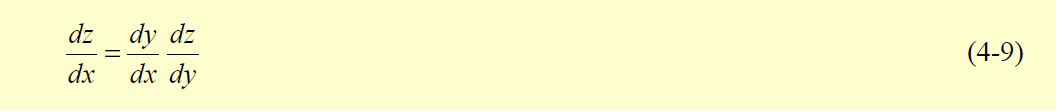 dz/dx = dy/dx dz/dy (4-9)